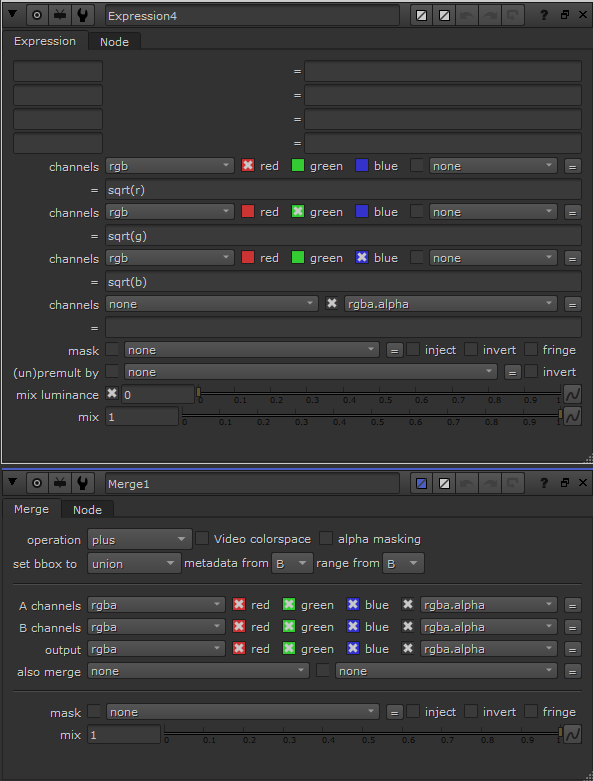 Expression4 ?
Expression Node
=
=
=
=
channels rgb red green blue none =
= sqrt(r)
channels rgb red green blue none =
= sqrt(g)
channels rgb red green blue none =
= sqrt(b)
channels none rgba.alpha =
=
mask none = inject invert fringe
(un)premult by none = invert
mix luminance 0 0 0.1 0.2 0.3 0.4 0.5 0.6 0.7 0.8 0.9 1
mix 1 0 0.1 0.2 0.3 0.4 0.5 0.6 0.7 0.8 0.9 1
Merge1 ?
Merge Node
operation plus Video colorspace alpha masking
set bbox to union metadata from B range from B
A channels rgba red green blue rgba.alpha =
B channels rgba red green blue rgba.alpha =
output rgba red green blue rgba.alpha =
also merge none none =
mask none = inject invert fringe
mix 1 0 0.1 0.2 0.3 0.4 0.5 0.6 0.7 0.8 0.9 1